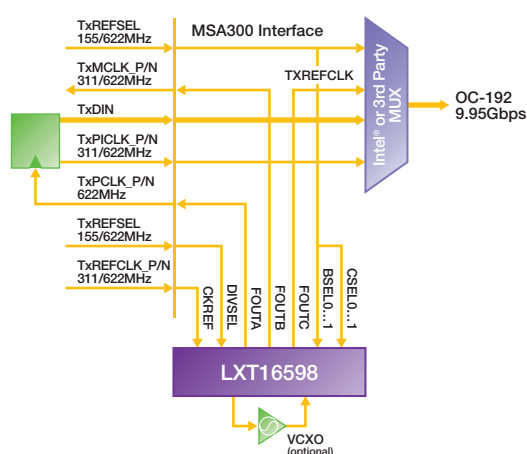 TxREFSEL
155/622MHz
MSA300 Interface
TxMCLK_P/N
311/622MHz
TXREFCLK
TxDIN
TxPICLK_P/N
311/622MHz
TxPCLK_P/N
622MHz
TxREFSEL
155/622MHz
TxREFCLK_P/N
311/622MHz
Intel® or 3rd Party
MUX
OC-192
9.95Gbps
CKREF
DIVSEL
FOUTA
FOUTB
FOUTC
BSEL0...1
CSEL0...1
LXT16598
VCXO
(optional)